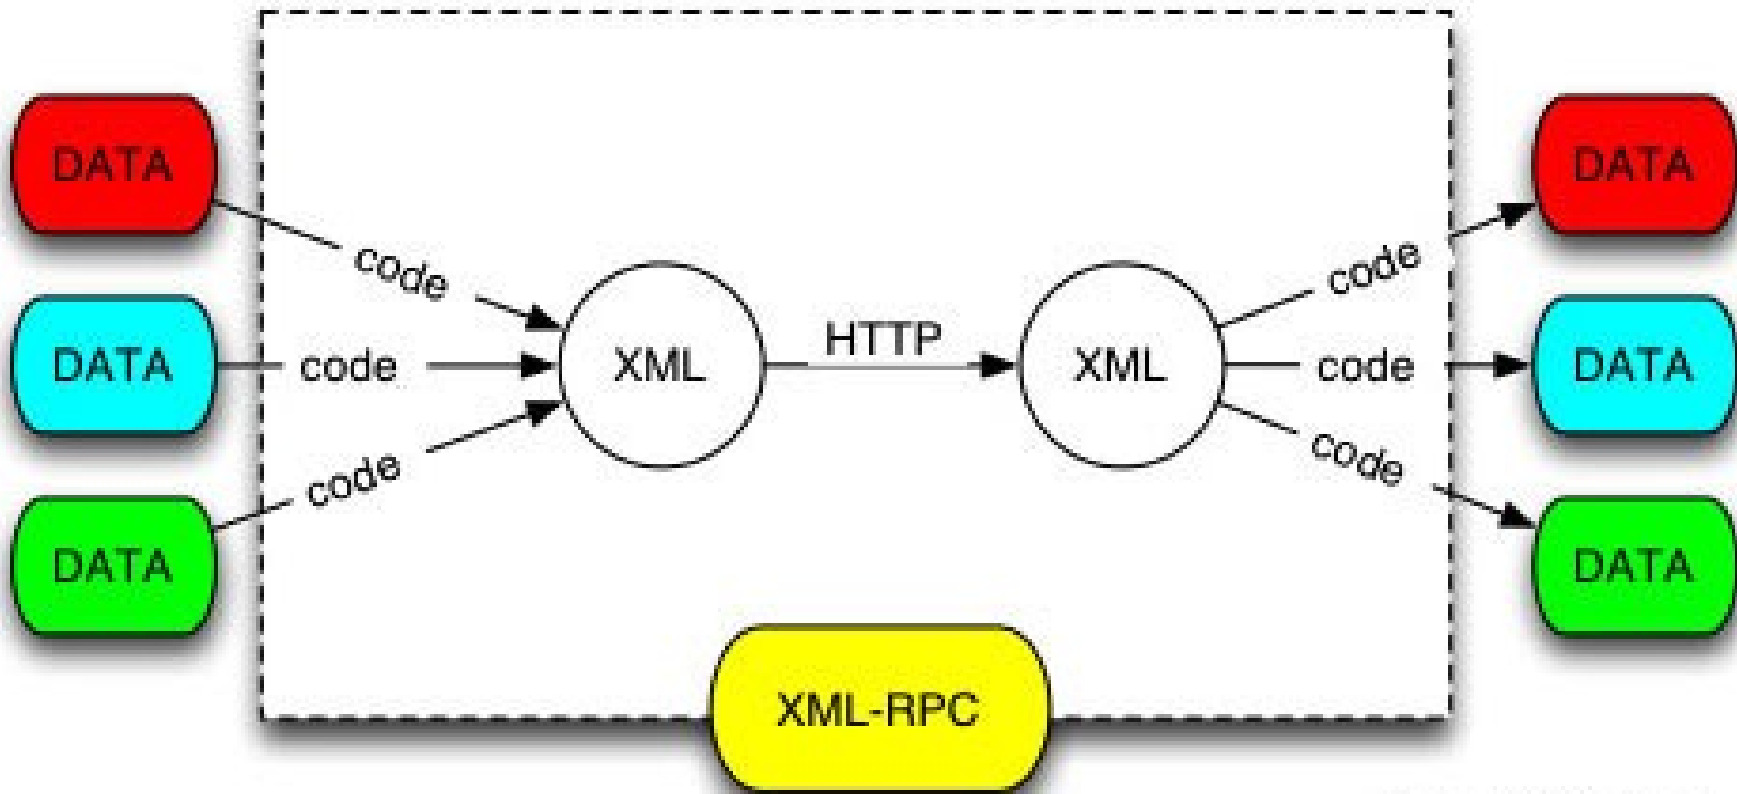 DATA
DATA
code
code
HTTP
DATA
code
XML
XML
code
DATA
code
code
DATA
DATA
XML-RPC